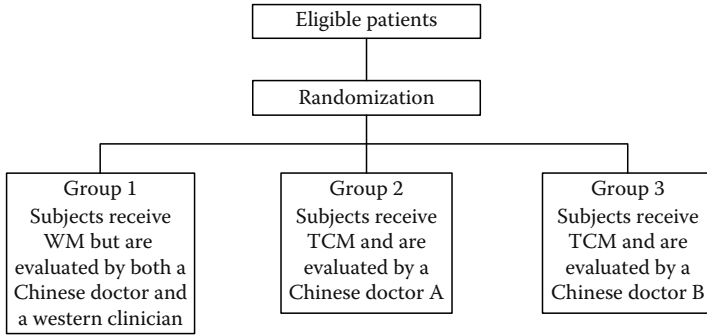 Eligible patients
Randomization
Group 1
Subjects receive
WM but are
evaluated by both a
Chinese doctor and
a western clinician
Group 2
Subjects receive
TCM and are
evaluated by a
Chinese doctor A
Group 3
Subjects receive
TCM and are
evaluated by a
Chinese doctor B